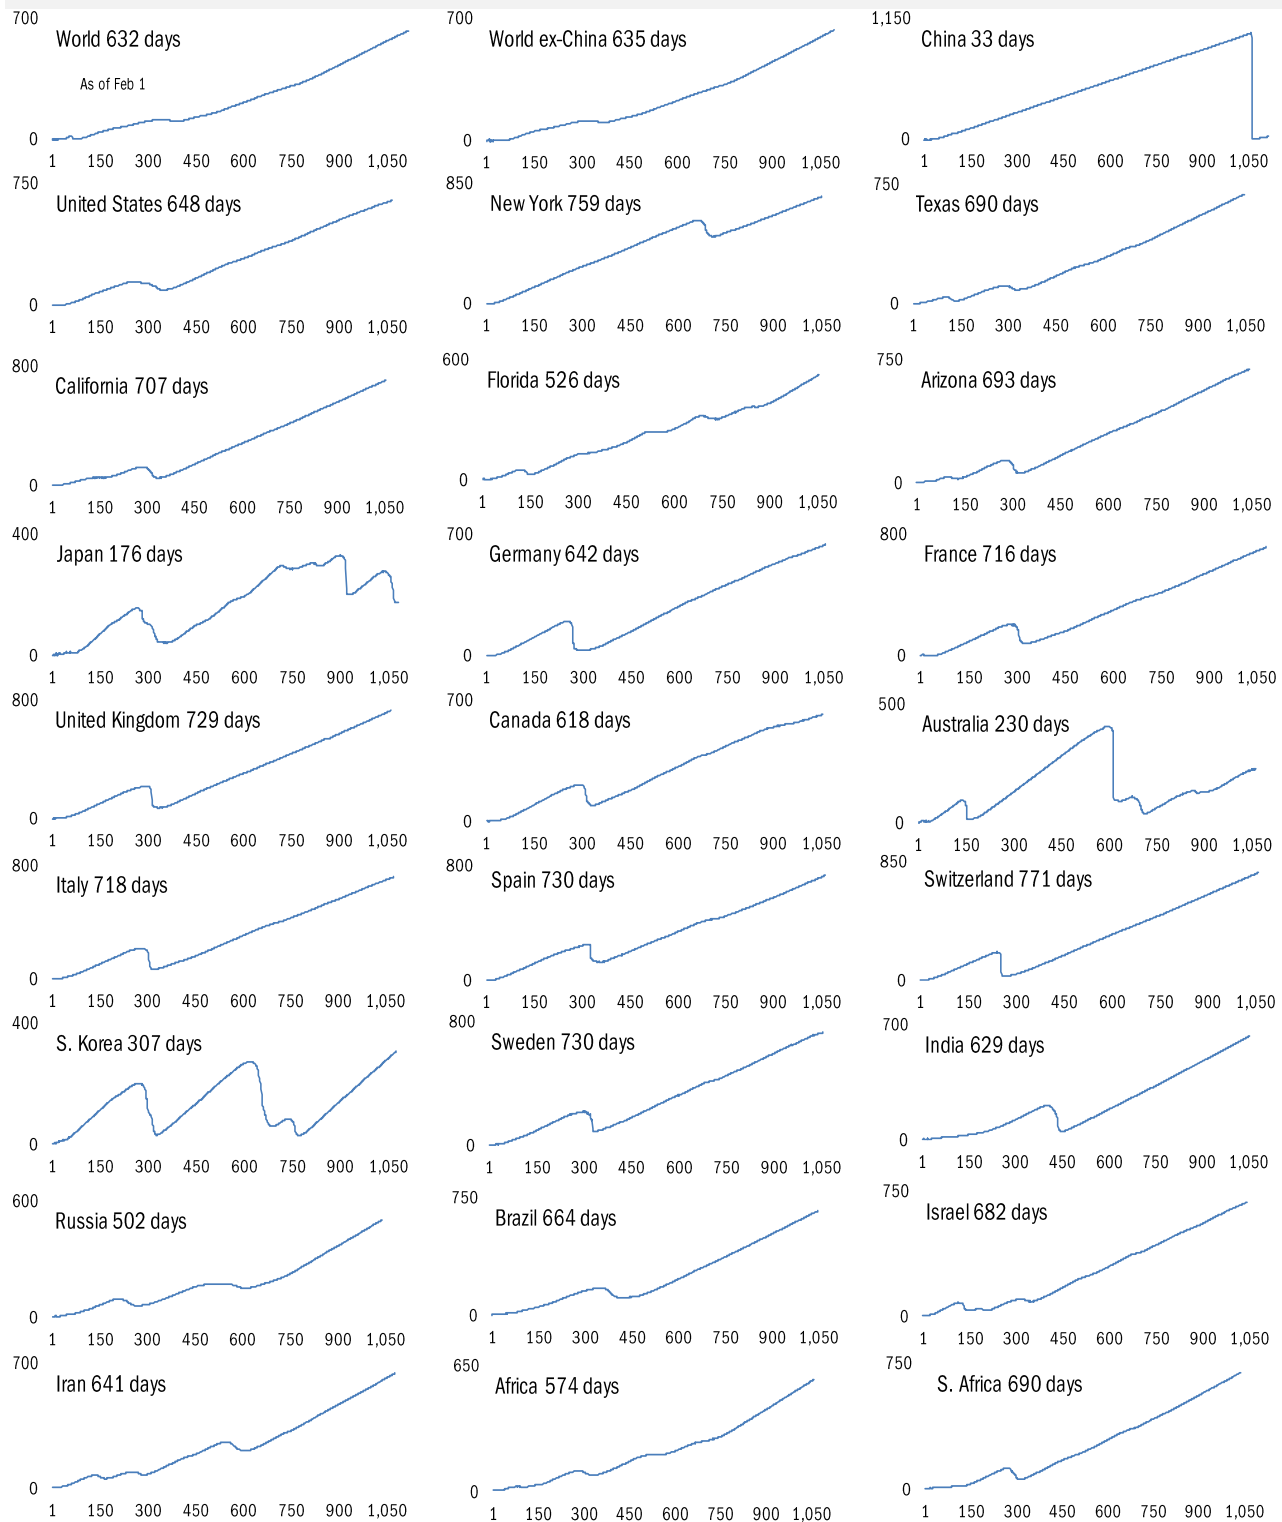 700 700 1,150
World 632 days World ex-China 635 days China 33 days
As of Feb 1
0 0 0
1 150 300 450 600 750 900 1,050 1 150 300 450 600 750 900 1,050 1 150 300 450 600 750 900 1,050
750 850 750
United States 648 days New York 759 days Texas 690 days
0 0 0
1 150 300 450 600 750 900 1,050 1 150 300 450 600 750 900 1,050 1 150 300 450 600 750 900 1,050
800 600 750
California 707 days Florida 526 days Arizona 693 days
0 0 0
1 150 300 450 600 750 900 1,050 1 150 300 450 600 750 900 1,050 1 150 300 450 600 750 900 1,050
400 700 800
Japan 176 days Germany 642 days France 716 days
0 0 0
1 150 300 450 600 750 900 1,050 1 150 300 450 600 750 900 1,050 1 150 300 450 600 750 900 1,050
800 700 500
United Kingdom 729 days Canada 618 days Australia 230 days
0 0 0
1 150 300 450 600 750 900 1,050 1 150 300 450 600 750 900 1,050 1 150 300 450 600 750 900 1,050
800 800 850
Italy 718 days Spain 730 days Switzerland 771 days
0 0 0
1 150 300 450 600 750 900 1,050 1 150 300 450 600 750 900 1,050 1 150 300 450 600 750 900 1,050
400 800 700
S. Korea 307 days Sweden 730 days India 629 days
0 0 0
1 150 300 450 600 750 900 1,050 1 150 300 450 600 750 900 1,050 1 150 300 450 600 750 900 1,050
600 750 750
Russia 502 days Brazil 664 days Israel 682 days
0 0 0
1 150 300 450 600 750 900 1,050 1 150 300 450 600 750 900 1,050 1 150 300 450 600 750 900 1,050
700 650 750
Iran 641 days Africa 574 days S. Africa 690 days
0 0 0
1 150 300 450 600 750 900 1,050 1 150 300 450 600 750 900 1,050 1 150 300 450 600 750 900 1,050